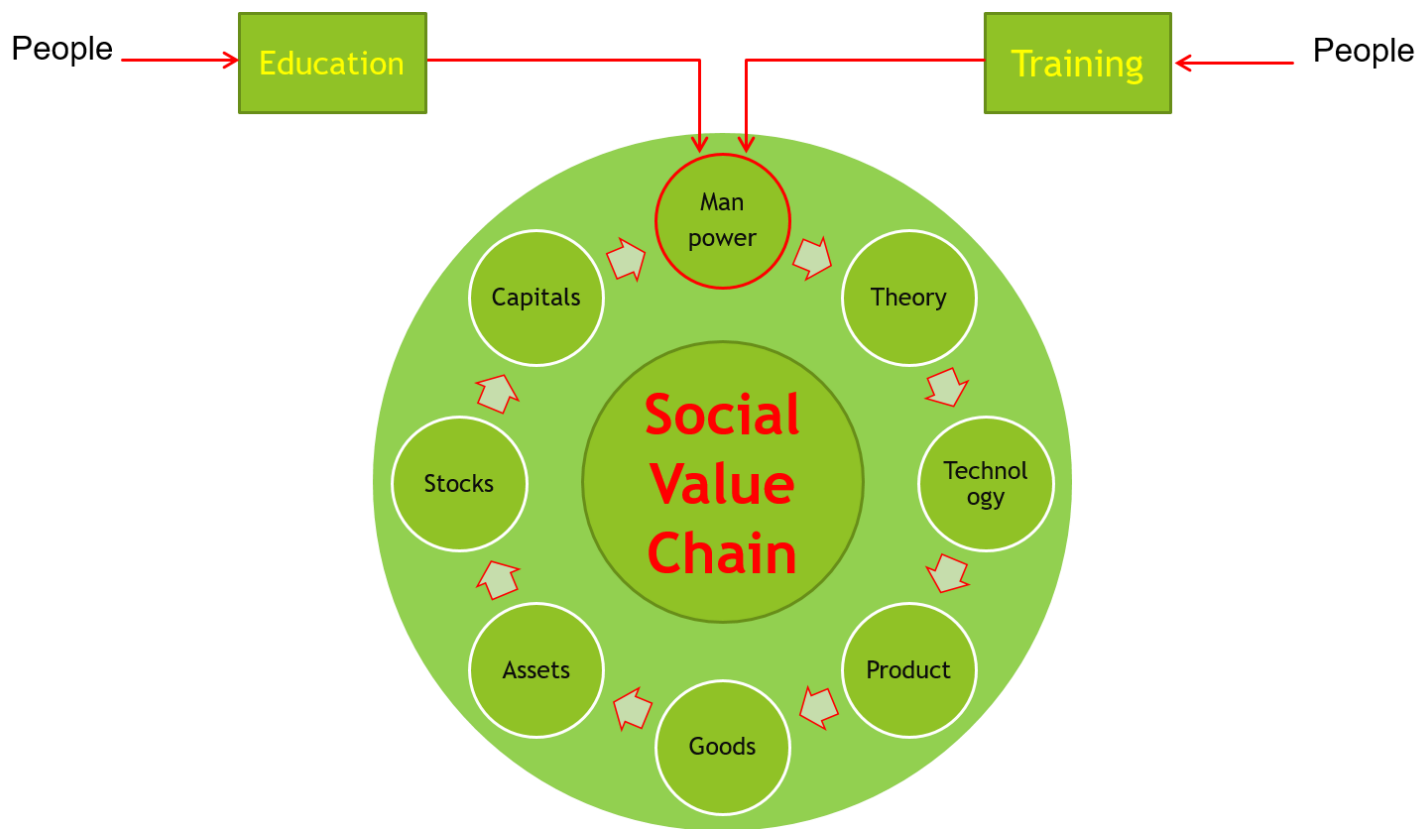 People
Education
Training
People
Man
power
Capitals
Theory
Social
Value
Chain
Stocks
Technol
ogy
Assets
Product
Goods